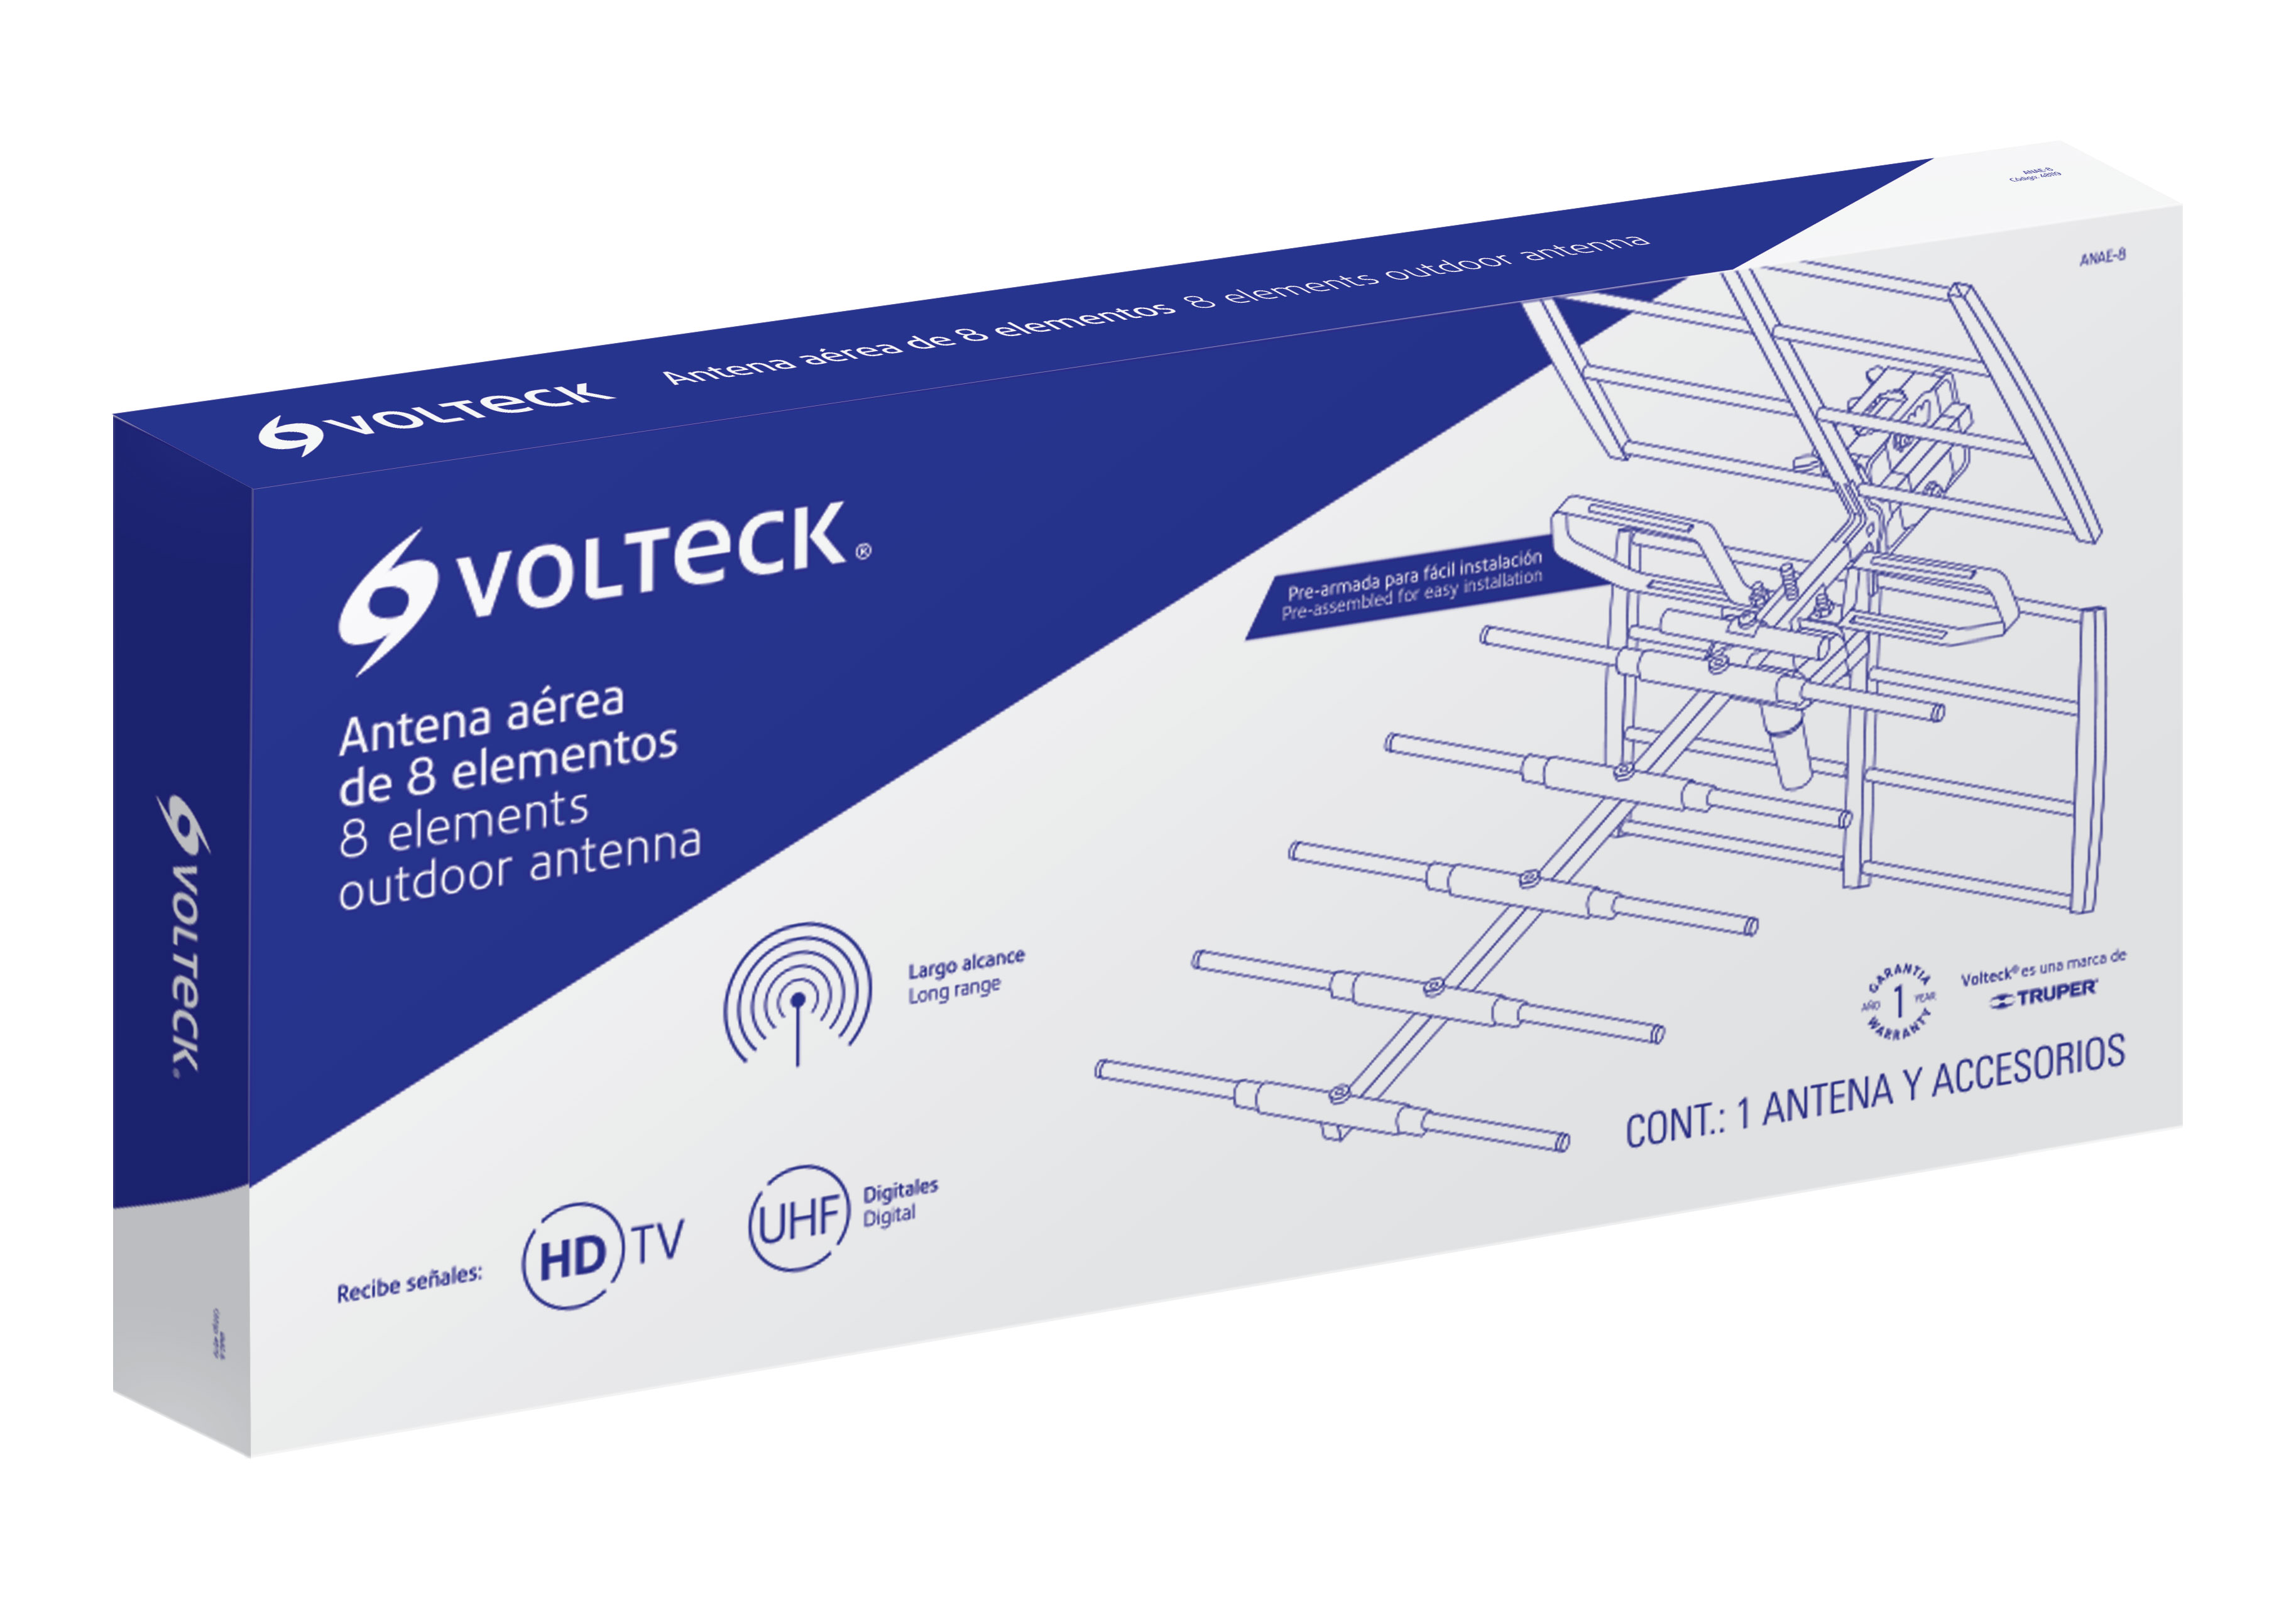 VOLTECK Antena aérea de 8 elementos 8 elements outdoor antenna
ANAE-8
ANAE-8
VOLTECK®
Antena aérea
de 8 elementos
8 elements
outdoor antenna
Pre-armada para fácil instalación
Pre-assembled for easy installation
Largo alcance
Long range
Recibe señales:
HD TV
UHF
Digitales
Digital
GARANTIA
AÑO 1 YEAR
WARRANTY
Volteck® es una marca de
TRUPER®
CONT.: 1 ANTENA Y ACCESORIOS
VOLTECK.